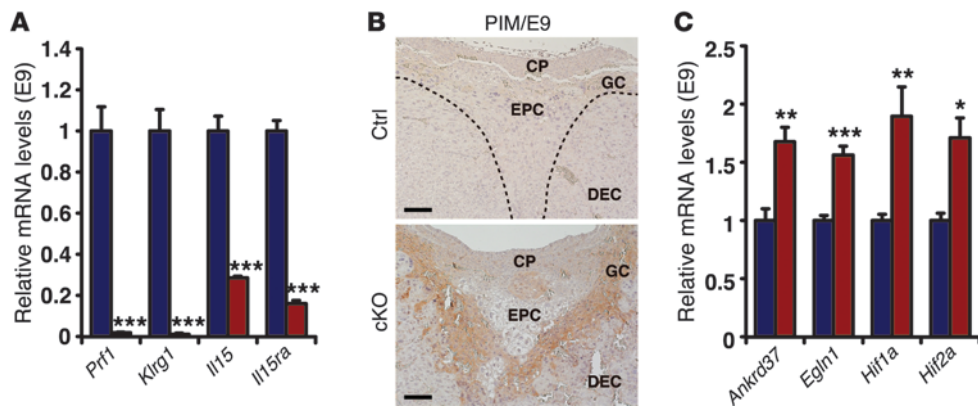 A
Relative mRNA levels (E9)
1.4
1.2
1
0.8
0.6
0.4
0.2
0
***
***
***
***
Prf1
Klrg1
Il15
Il15ra
B
PIM/E9
Ctrl
CP
GC
EPC
DEC
cKO
CP
GC
EPC
DEC
C
Relative mRNA levels (E9)
2.5
2
1.5
1
0.5
0
**
***
**
*
Ankrd37
Egln1
Hif1a
Hif2a